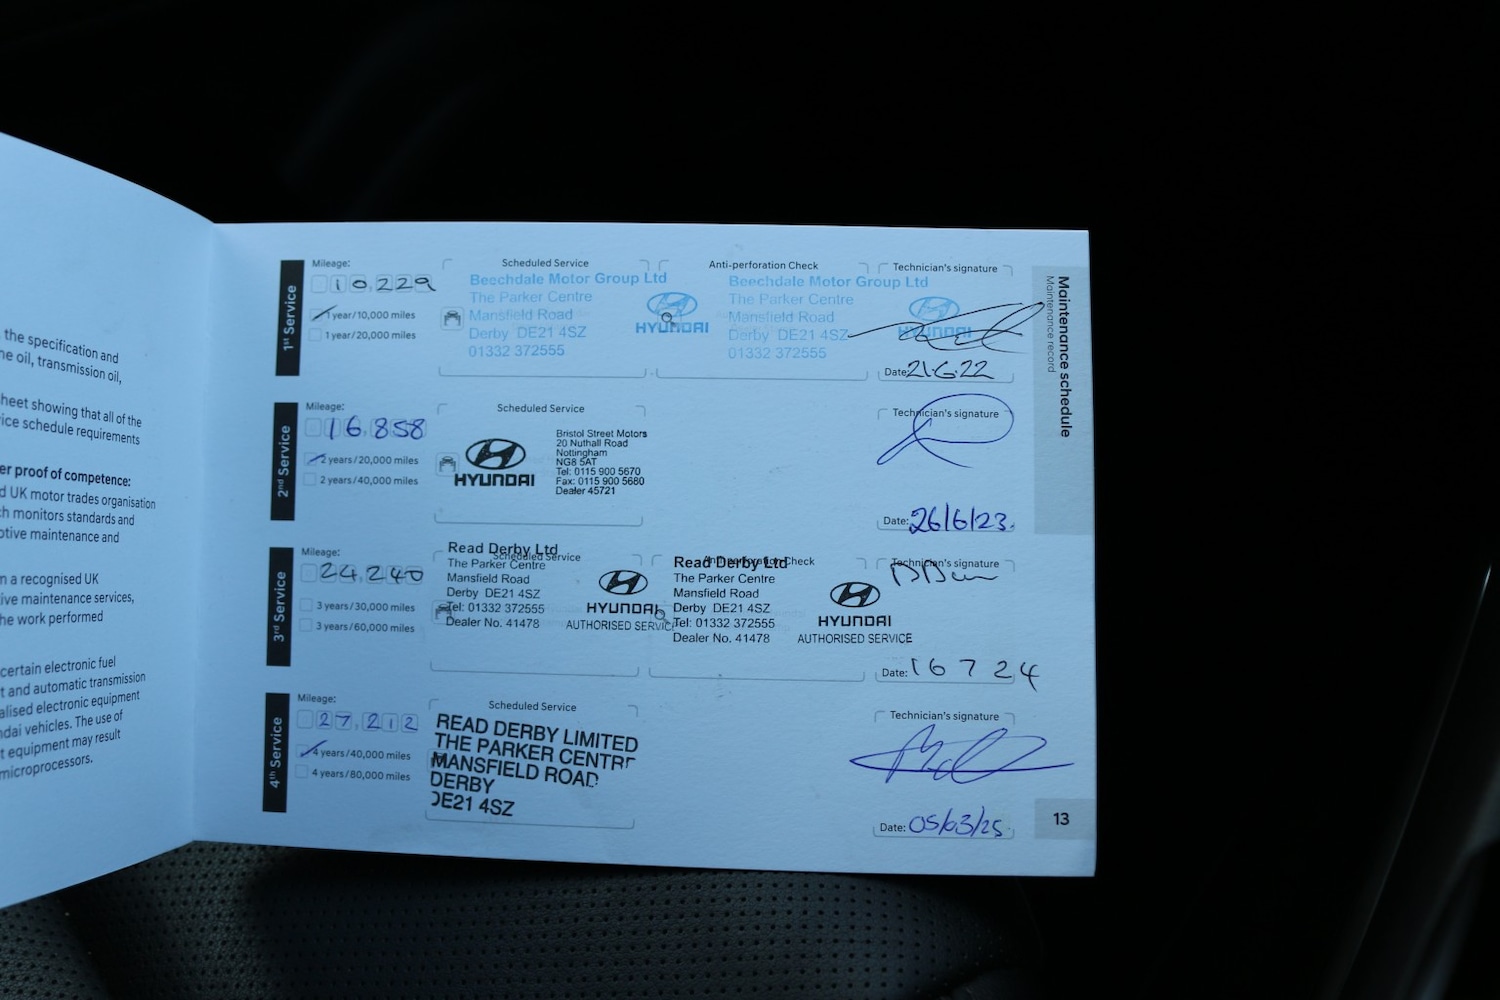 the specification and
ne oil, transmission oil,
heet showing that all of the
vice schedule requirements
er proof of competence:
d UK motor trades organisation
ch monitors standards and
otive maintenance and
n a recognised UK
ive maintenance services,
he work performed
certain electronic fuel
t and automatic transmission
alised electronic equipment
ndai vehicles. The use of
t equipment may result
microprocessors.
Maintenance schedule
Maintenance record
1st Service
Mileage:
10,229
1 year/10,000 miles
1 year/20,000 miles
Scheduled Service
Beechdale Motor Group Ltd
The Parker Centre
Mansfield Road
Derby DE21 4SZ
01332 372555
HYUNDAI
Anti-perforation Check
Beechdale Motor Group Ltd
The Parker Centre
Mansfield Road
Derby DE21 4SZ
01332 372555
HYUNDAI
Technician's signature
Date: 21.6.22
2nd Service
Mileage:
16,858
2 years/20,000 miles
2 years/40,000 miles
Scheduled Service
HYUNDAI
Bristol Street Motors
20 Nuthall Road
Nottingham
NG8 5AT
Tel: 0115 900 5670
Fax: 0115 900 5680
Dealer 45721
Technician's signature
Date: 26/6/23.
3rd Service
Mileage:
24,240
3 years/30,000 miles
3 years/60,000 miles
Scheduled Service
Read Derby Ltd
The Parker Centre
Mansfield Road
Derby DE21 4SZ
Tel: 01332 372555
Dealer No. 41478
HYUNDAI
AUTHORISED SERVICE
Anti-perforation Check
Read Derby Ltd
The Parker Centre
Mansfield Road
Derby DE21 4SZ
Tel: 01332 372555
Dealer No. 41478
HYUNDAI
AUTHORISED SERVICE
Technician's signature
Date: 16 7 24
4th Service
Mileage:
27,212
4 years/40,000 miles
4 years/80,000 miles
Scheduled Service
READ DERBY LIMITED
THE PARKER CENTRE
MANSFIELD ROAD
DERBY
DE21 4SZ
Technician's signature
Date: 05/03/25
13